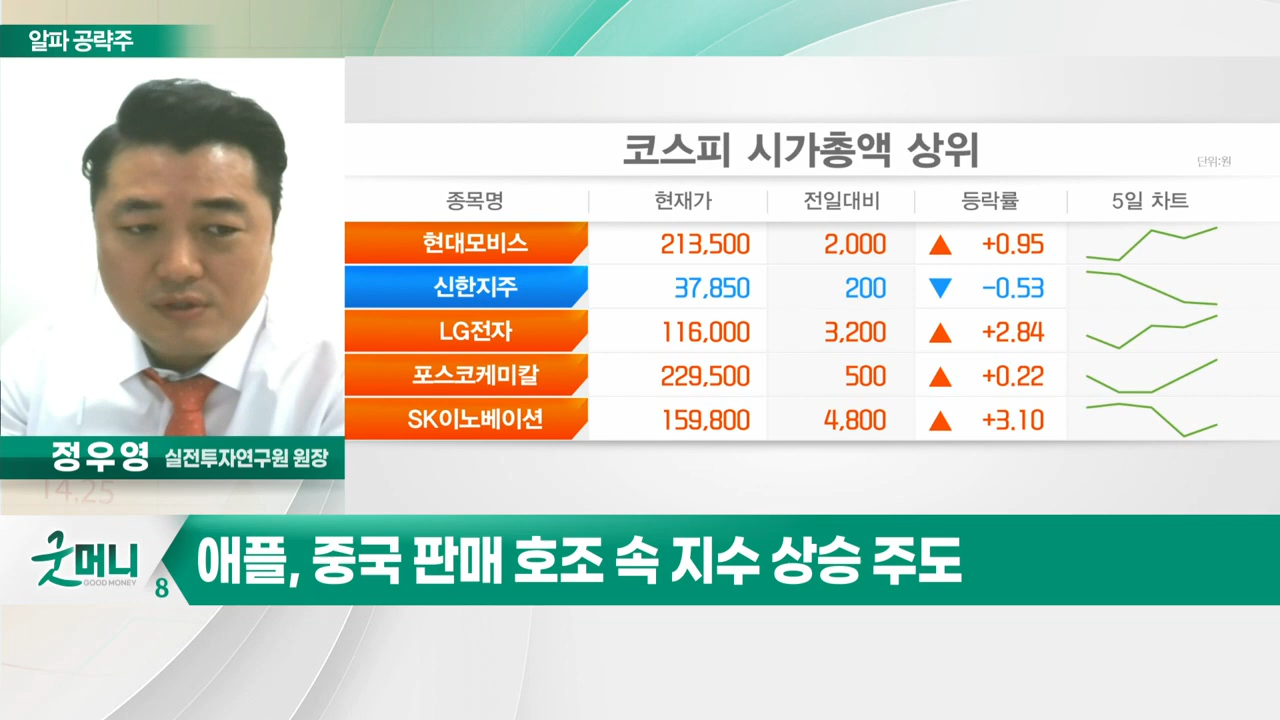 알파 공략주
코스피 시가총액 상위
단위:원
종목명 현재가 전일대비 등락률 5일 차트
현대모비스 213,500 2,000 ▲ +0.95
신한지주 37,850 200 ▼ -0.53
LG전자 116,000 3,200 ▲ +2.84
포스코케미칼 229,500 500 ▲ +0.22
SK이노베이션 159,800 4,800 ▲ +3.10
정우영 실전투자연구원 원장
14.25
굿머니 8
GOOD MONEY
애플, 중국 판매 호조 속 지수 상승 주도